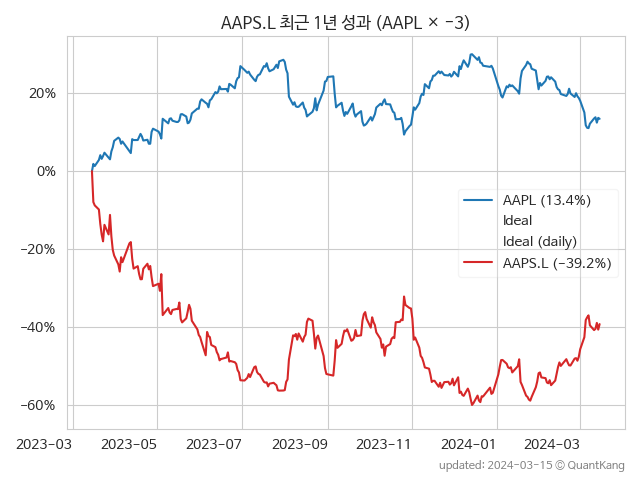 AAPS.L 최근 1년 성과 (AAPL × −3)
20%
0%
−20%
−40%
−60%
AAPL (13.4%)
Ideal
Ideal (daily)
AAPS.L (−39.2%)
2023-03 2023-05 2023-07 2023-09 2023-11 2024-01 2024-03
updated: 2024-03-15 © QuantKang